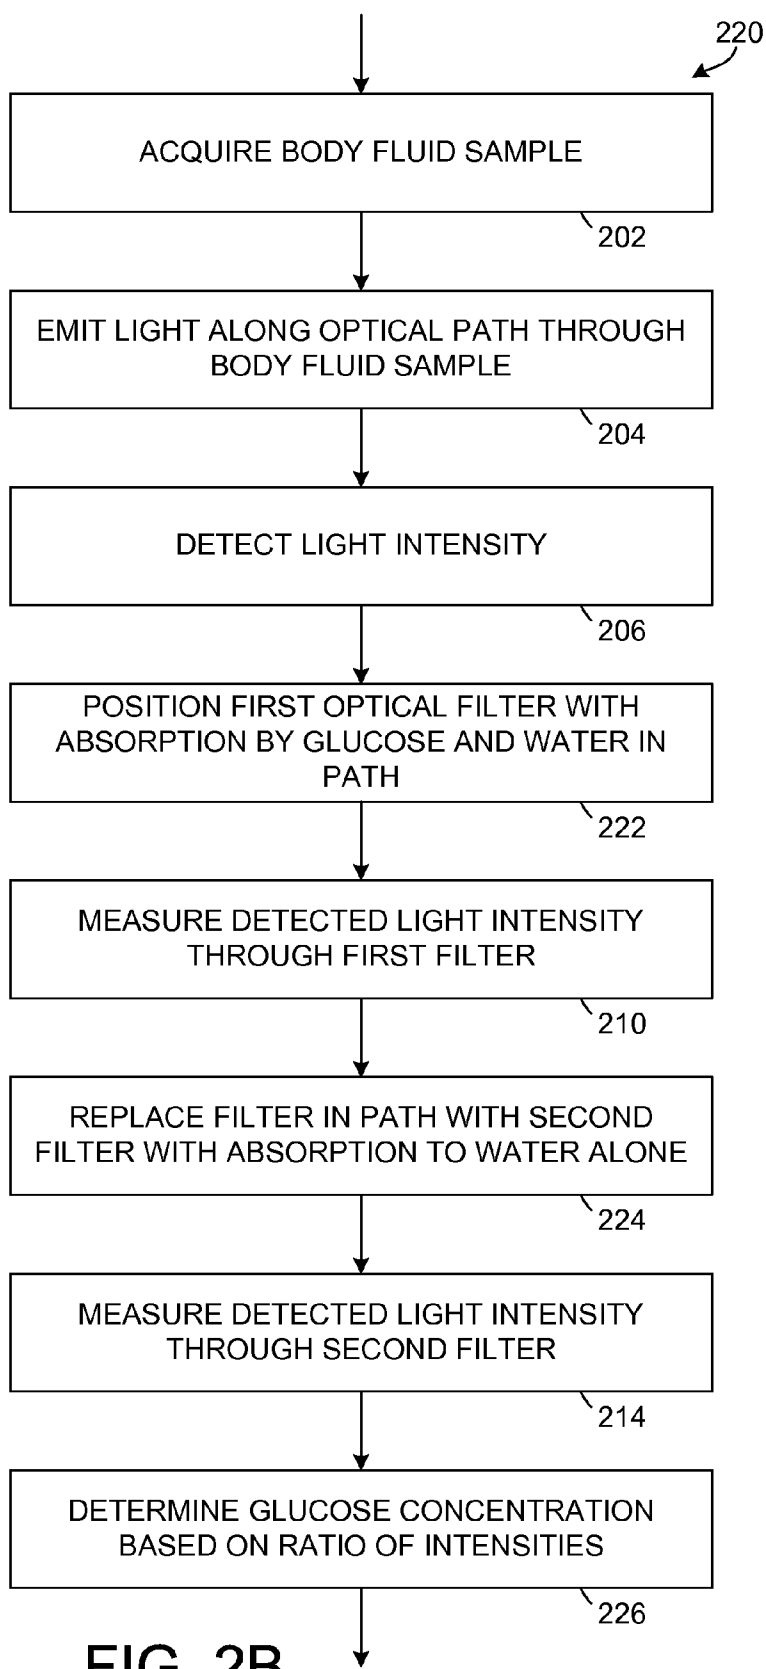 220
ACQUIRE BODY FLUID SAMPLE
202
EMIT LIGHT ALONG OPTICAL PATH THROUGH
BODY FLUID SAMPLE
204
DETECT LIGHT INTENSITY
206
POSITION FIRST OPTICAL FILTER WITH
ABSORPTION BY GLUCOSE AND WATER IN
PATH
222
MEASURE DETECTED LIGHT INTENSITY
THROUGH FIRST FILTER
210
REPLACE FILTER IN PATH WITH SECOND
FILTER WITH ABSORPTION TO WATER ALONE
224
MEASURE DETECTED LIGHT INTENSITY
THROUGH SECOND FILTER
214
DETERMINE GLUCOSE CONCENTRATION
BASED ON RATIO OF INTENSITIES
226
FIG. 2B